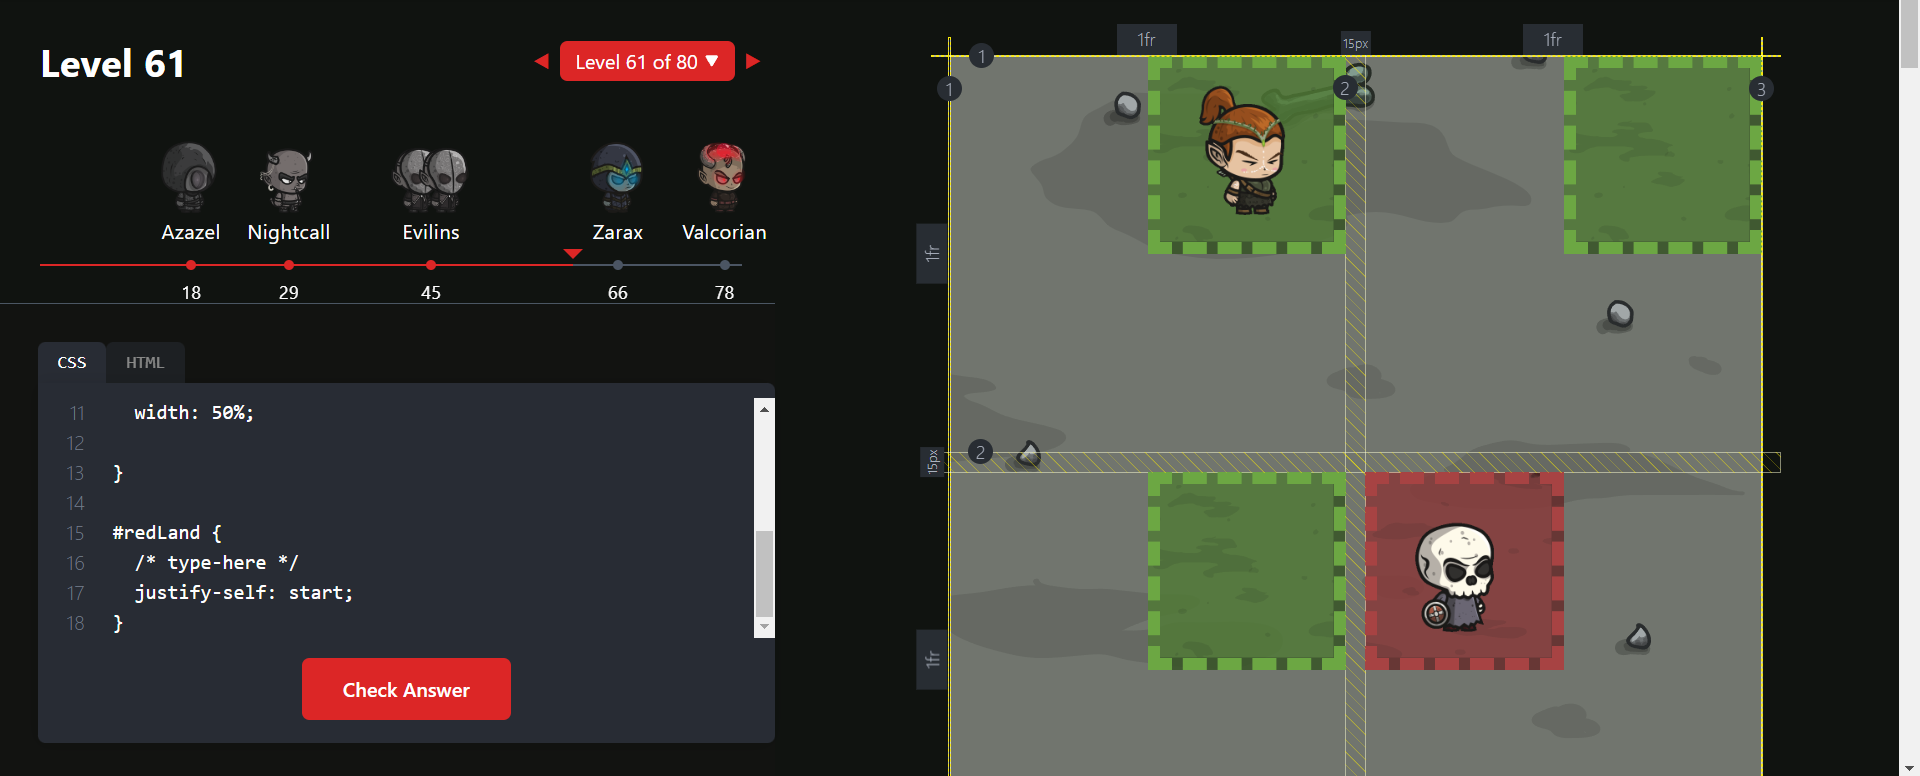 Level 61
Level 61 of 80 ▼
Azazel
Nightcall
Evilins
Zarax
Valcorian
18
29
45
66
78
CSS
HTML
11 width: 50%;
12
13 }
14
15 #redLand {
16 /* type-here */
17 justify-self: start;
18 }
Check Answer
1fr
15px
1fr
1
1
2
3
1fr
2
15px
1fr